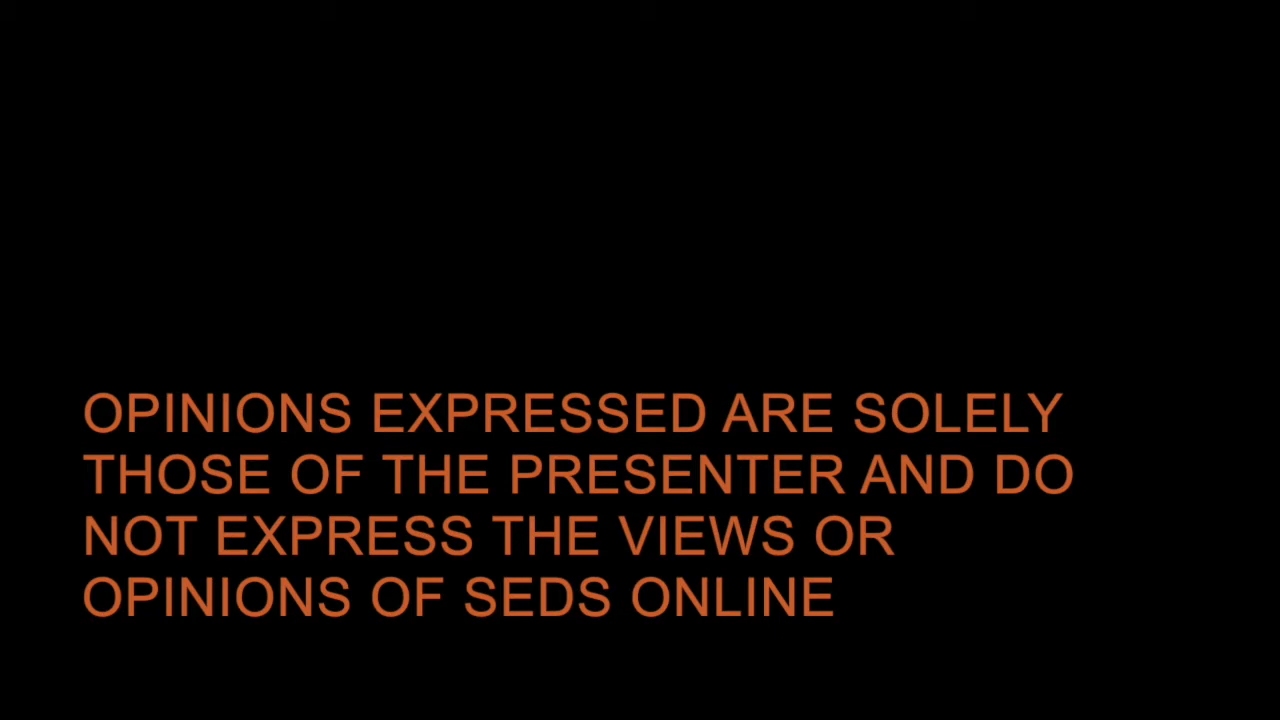 OPINIONS EXPRESSED ARE SOLELY
THOSE OF THE PRESENTER AND DO
NOT EXPRESS THE VIEWS OR
OPINIONS OF SEDS ONLINE